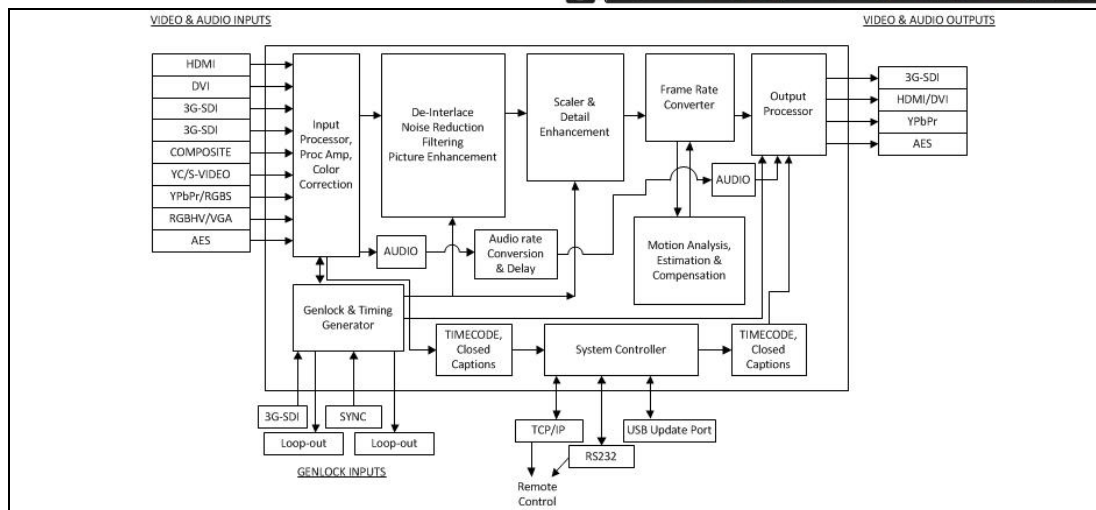 VIDEO & AUDIO INPUTS
VIDEO & AUDIO OUTPUTS
HDMI
DVI
3G-SDI
3G-SDI
COMPOSITE
YC/S-VIDEO
YPbPr/RGBS
RGBHV/VGA
AES
Input
Processor,
Proc Amp,
Color
Correction
De-Interlace
Noise Reduction
Filtering
Picture Enhancement
Scaler &
Detail
Enhancement
Frame Rate
Converter
Output
Processor
3G-SDI
HDMI/DVI
YPbPr
AES
AUDIO
Audio rate
Conversion
& Delay
AUDIO
Motion Analysis,
Estimation &
Compensation
Genlock & Timing
Generator
TIMECODE,
Closed
Captions
System Controller
TIMECODE,
Closed
Captions
3G-SDI
SYNC
Loop-out
Loop-out
GENLOCK INPUTS
TCP/IP
RS232
USB Update Port
Remote
Control